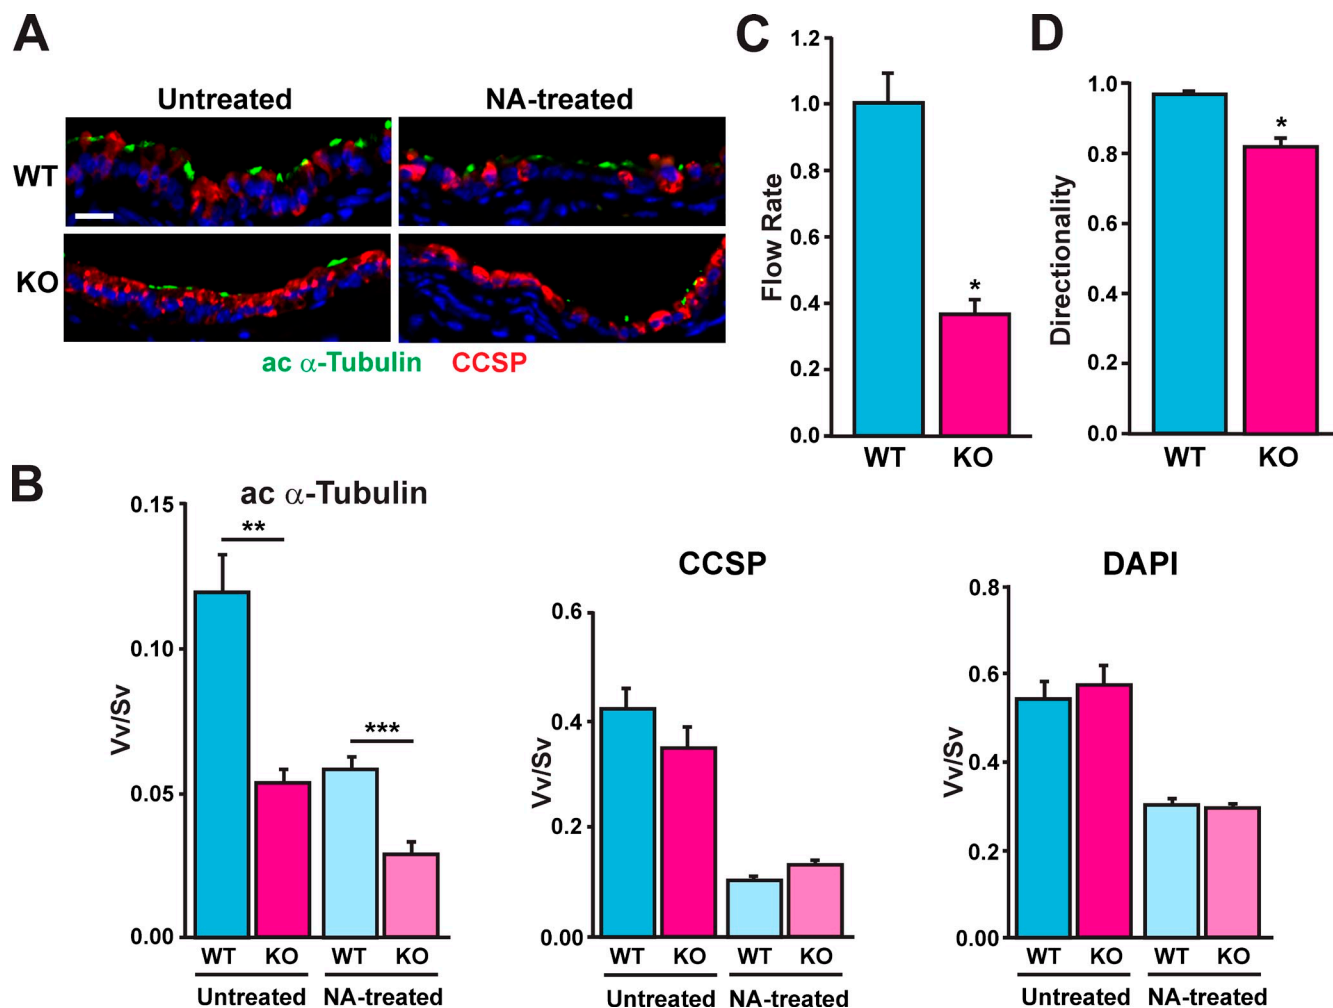 A
Untreated NA-treated
WT
KO
ac α-Tubulin CCSP
B
ac α-Tubulin
Vv/Sv
0.15
0.10
0.05
0.00
**
***
WT KO WT KO
Untreated NA-treated
CCSP
Vv/Sv
0.6
0.4
0.2
0.00
WT KO WT KO
Untreated NA-treated
DAPI
Vv/Sv
0.8
0.6
0.4
0.2
0.00
WT KO WT KO
Untreated NA-treated
C
Flow Rate
1.2
1.0
0.8
0.6
0.4
0.2
0.0
*
WT KO
D
Directionality
1.0
0.8
0.6
0.4
0.2
0.0
*
WT KO